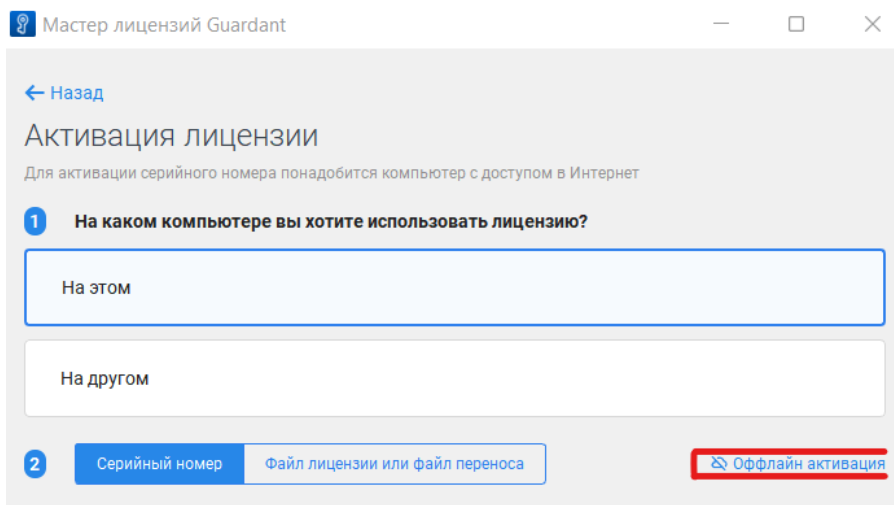 Мастер лицензий Guardant
Назад
Активация лицензии
Для активации серийного номера понадобится компьютер с доступом в Интернет
1 На каком компьютере вы хотите использовать лицензию?
На этом
На другом
2 Серийный номер Файл лицензии или файл переноса Оффлайн активация